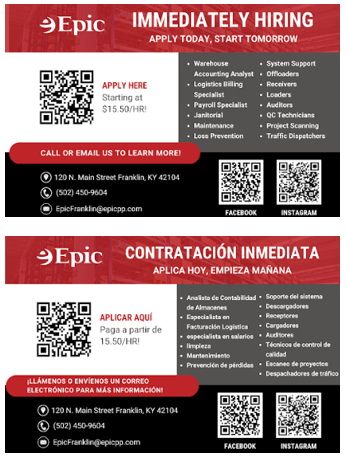 Epic
IMMEDIATELY HIRING
APPLY TODAY, START TOMORROW
APPLY HERE
Starting at
$15.50/HR!
• Warehouse
Accounting Analyst
• Logistics Billing
Specialist
• Payroll Specialist
• Janitorial
• Maintenance
• Loss Prevention
• System Support
• Offloaders
• Receivers
• Loaders
• Auditors
• QC Technicians
• Project Scanning
• Traffic Dispatchers
CALL OR EMAIL US TO LEARN MORE!
120 N. Main Street Franklin, KY 42104
(502) 450-9604
EpicFranklin@epicpp.com
FACEBOOK
INSTAGRAM
Epic
CONTRATACIÓN INMEDIATA
APLICA HOY, EMPIEZA MAÑANA
APLICAR AQUÍ
Paga a partir de
15.50/HR!
• Analista de Contabilidad
de Almacenes
• Especialista en
Facturación Logística
• especialista en salarios
• limpieza
• Mantenimiento
• Prevención de pérdidas
• Soporte del sistema
• Descargadores
• Receptores
• Cargadores
• Auditores
• Técnicos de control de
calidad
• Escaneo de proyectos
• Despachadores de tráfico
¡LLÁMENOS O ENVÍENOS UN CORREO
ELECTRÓNICO PARA MÁS INFORMACIÓN!
120 N. Main Street Franklin, KY 42104
(502) 450-9604
EpicFranklin@epicpp.com
FACEBOOK
INSTAGRAM